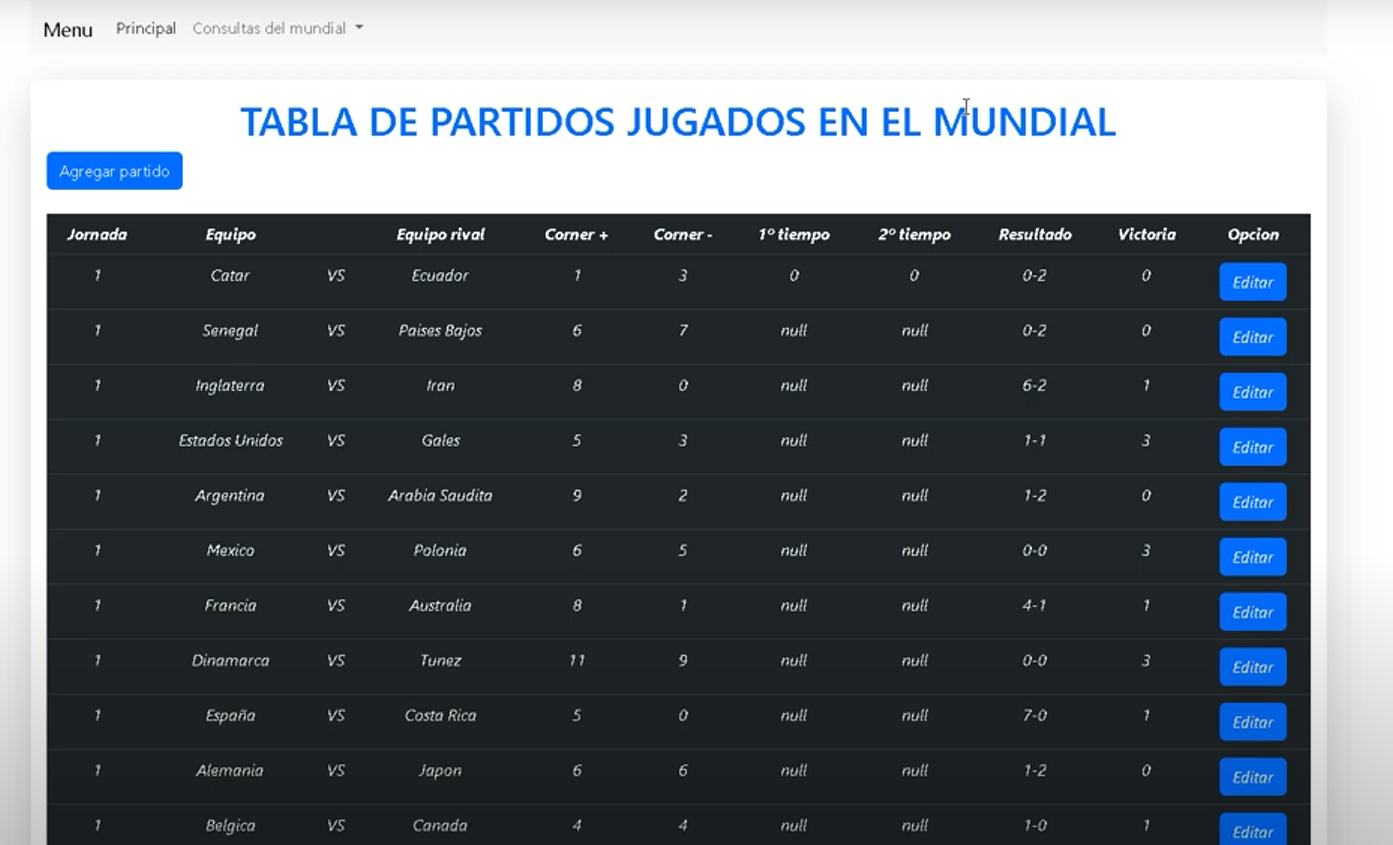 Menu Principal Consultas del mundial
TABLA DE PARTIDOS JUGADOS EN EL MUNDIAL
Agregar partido
Jornada Equipo Equipo rival Corner + Corner - 1º tiempo 2º tiempo Resultado Victoria Opcion
1 Catar VS Ecuador 1 3 0 0 0-2 0 Editar
1 Senegal VS Paises Bajos 6 7 null null 0-2 0 Editar
1 Inglaterra VS Iran 8 0 null null 6-2 1 Editar
1 Estados Unidos VS Gales 5 3 null null 1-1 3 Editar
1 Argentina VS Arabia Saudita 9 2 null null 1-2 0 Editar
1 Mexico VS Polonia 6 5 null null 0-0 3 Editar
1 Francia VS Australia 8 1 null null 4-1 1 Editar
1 Dinamarca VS Tunez 11 9 null null 0-0 3 Editar
1 España VS Costa Rica 5 0 null null 7-0 1 Editar
1 Alemania VS Japon 6 6 null null 1-2 0 Editar
1 Belgica VS Canada 4 4 null null 1-0 1 Editar